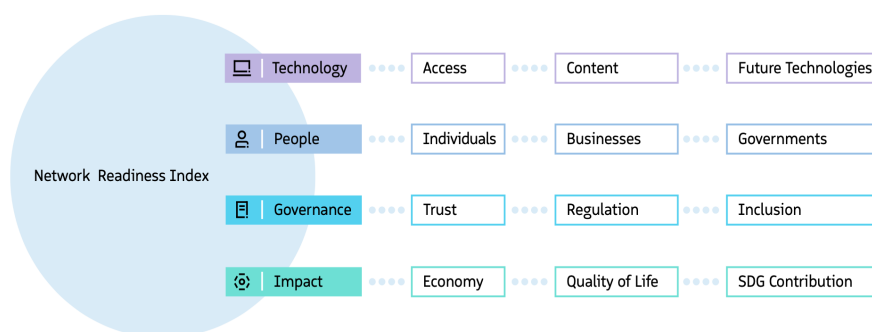 Technology Access Content Future Technologies
People Individuals Businesses Governments
Network Readiness Index
Governance Trust Regulation Inclusion
Impact Economy Quality of Life SDG Contribution